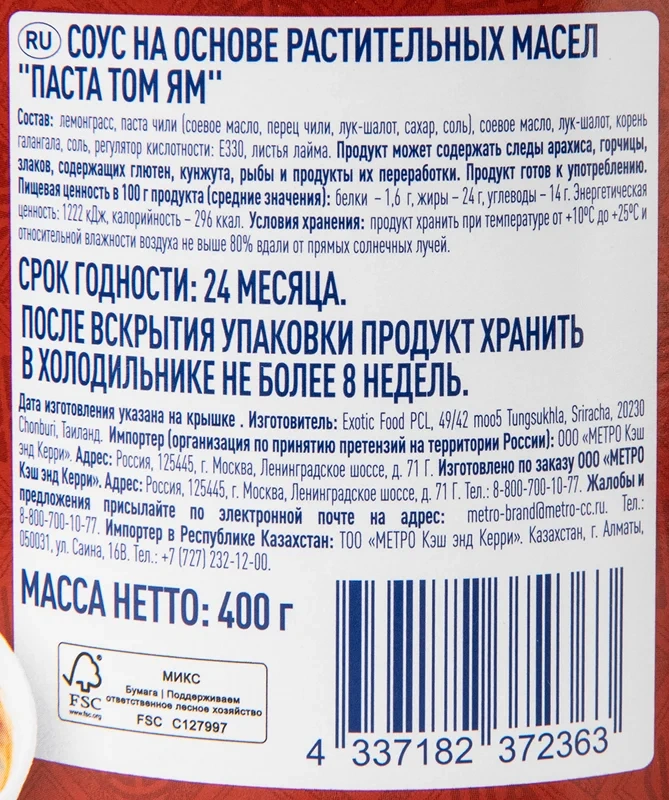 RU СОУС НА ОСНОВЕ РАСТИТЕЛЬНЫХ МАСЕЛ
"ПАСТА ТОМ ЯМ"
Состав: лемонграсс, паста чили (соевое масло, перец чили, лук-шалот, сахар, соль), соевое масло, лук-шалот, корень
галангала, соль, регулятор кислотности: Е330, листья лайма. Продукт может содержать следы арахиса, горчицы,
злаков, содержащих глютен, кунжута, рыбы и продукты их переработки. Продукт готов к употреблению.
Пищевая ценность в 100 г продукта (средние значения): белки – 1,6 г, жиры – 24 г, углеводы – 14 г. Энергетическая
ценность: 1222 кДж, калорийность – 296 ккал. Условия хранения: продукт хранить при температуре от +10ºС до +25ºС и
относительной влажности воздуха не выше 80% вдали от прямых солнечных лучей.
СРОК ГОДНОСТИ: 24 МЕСЯЦА.
ПОСЛЕ ВСКРЫТИЯ УПАКОВКИ ПРОДУКТ ХРАНИТЬ
В ХОЛОДИЛЬНИКЕ НЕ БОЛЕЕ 8 НЕДЕЛЬ.
Дата изготовления указана на крышке . Изготовитель: Exotic Food PCL, 49/42 moo5 Tungsukhla, Sriracha, 20230
Chonburi, Таиланд. Импортер (организация по принятию претензий на территории России): ООО «МЕТРО Кэш
энд Керри». Адрес: Россия, 125445, г. Москва, Ленинградское шоссе, д. 71 Г. Изготовлено по заказу ООО «МЕТРО
Кэш энд Керри». Адрес: Россия, 125445, г. Москва, Ленинградское шоссе, д. 71 Г. Тел.: 8-800-700-10-77. Жалобы и
предложения присылайте по электронной почте на адрес: metro-brand@metro-cc.ru. Тел.:
8-800-700-10-77. Импортер в Республике Казахстан: ТОО «МЕТРО Кэш энд Керри». Казахстан, г. Алматы,
050031, ул. Саина, 16В. Тел.: +7 (727) 232-12-00.
МАССА НЕТТО: 400 г
МИКС
Бумага | Поддерживаем
ответственное лесное хозяйство
FSC C127997
FSC
www.fsc.org
4 337182 372363